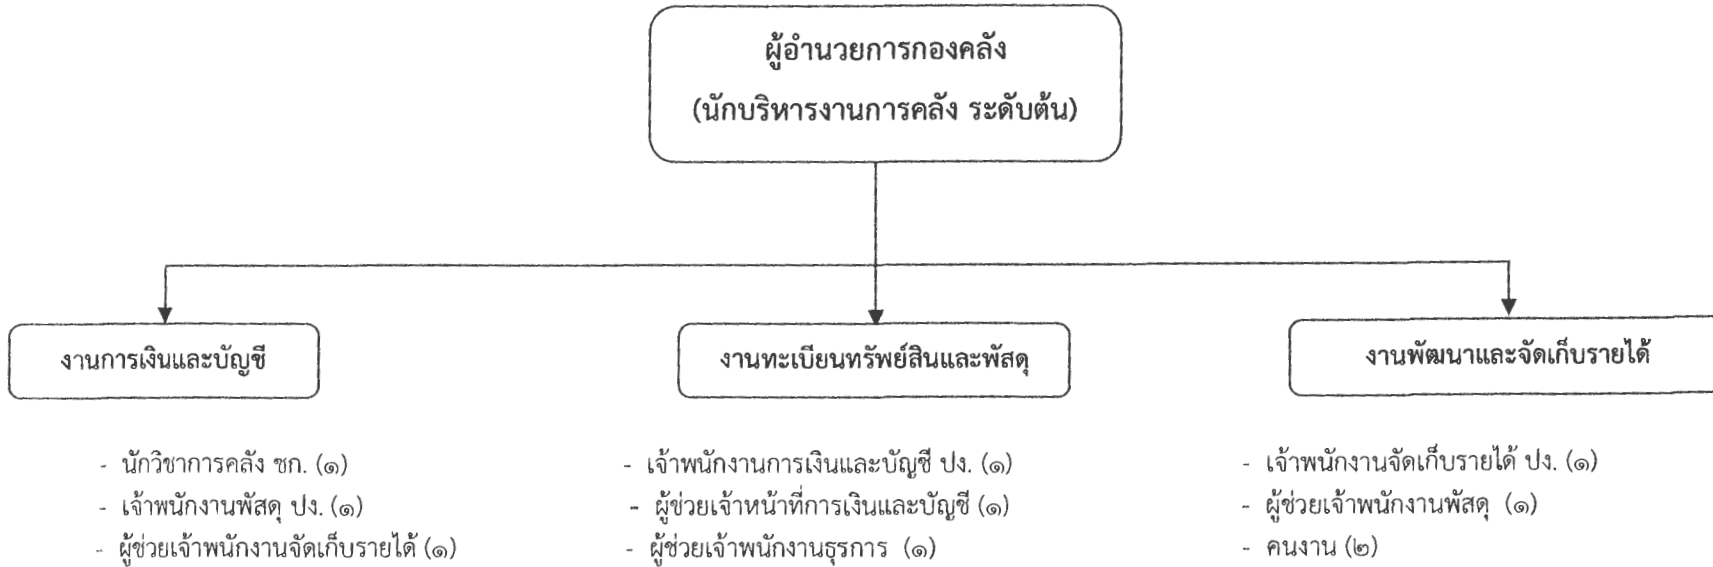 ผู้อำนวยการกองคลัง
(นักบริหารงานการคลัง ระดับต้น)
งานการเงินและบัญชี
- นักวิชาการคลัง ชก. (๑)
- เจ้าพนักงานพัสดุ ปง. (๑)
- ผู้ช่วยเจ้าพนักงานจัดเก็บรายได้ (๑)
งานทะเบียนทรัพย์สินและพัสดุ
- เจ้าพนักงานการเงินและบัญชี ปง. (๑)
- ผู้ช่วยเจ้าหน้าที่การเงินและบัญชี (๑)
- ผู้ช่วยเจ้าพนักงานธุรการ (๑)
งานพัฒนาและจัดเก็บรายได้
- เจ้าพนักงานจัดเก็บรายได้ ปง. (๑)
- ผู้ช่วยเจ้าพนักงานพัสดุ (๑)
- คนงาน (๒)